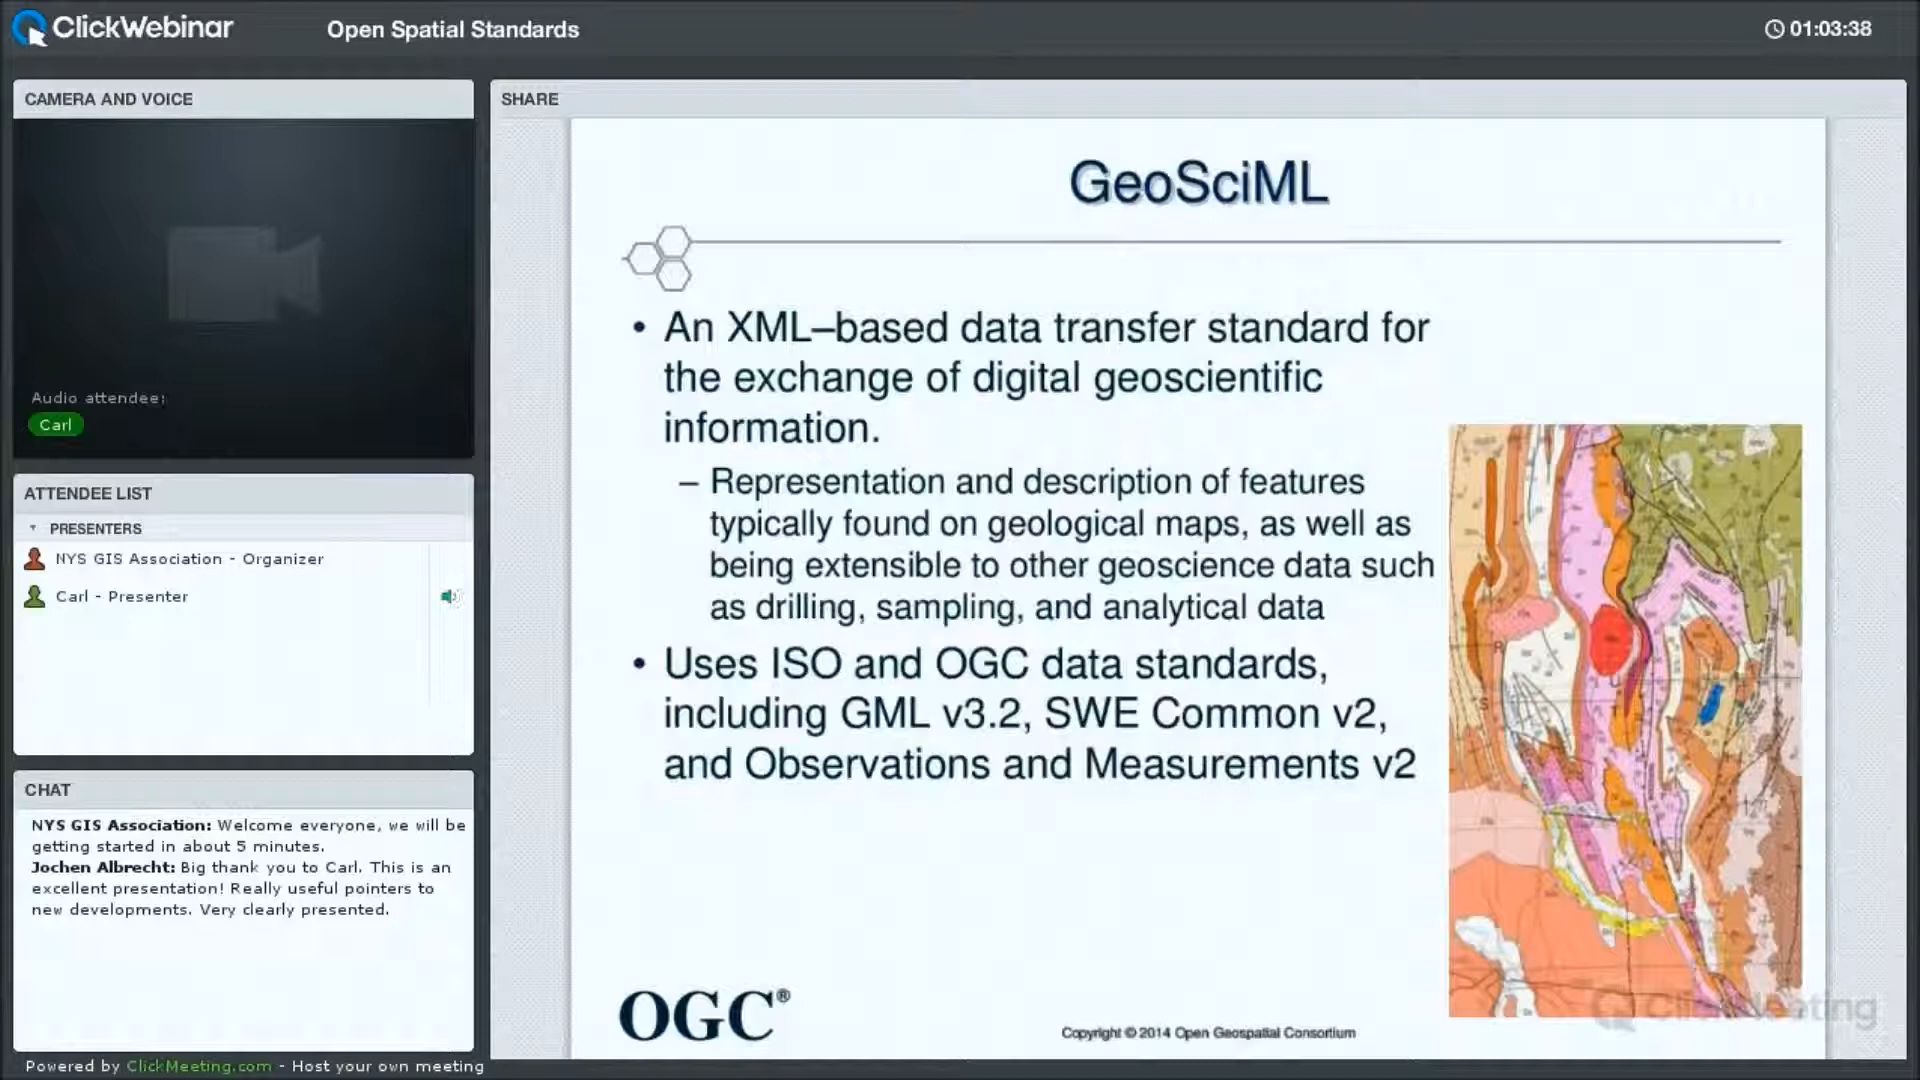 ClickWebinar
Open Spatial Standards
01:03:38
CAMERA AND VOICE
Audio attendee:
Carl
ATTENDEE LIST
PRESENTERS
NYS GIS Association - Organizer
Carl - Presenter
CHAT
NYS GIS Association: Welcome everyone, we will be
getting started in about 5 minutes.
Jochen Albrecht: Big thank you to Carl. This is an
excellent presentation! Really useful pointers to
new developments. Very clearly presented.
Powered by ClickMeeting.com - Host your own meeting
SHARE
GeoSciML
• An XML–based data transfer standard for
the exchange of digital geoscientific
information.
– Representation and description of features
typically found on geological maps, as well as
being extensible to other geoscience data such
as drilling, sampling, and analytical data
• Uses ISO and OGC data standards,
including GML v3.2, SWE Common v2,
and Observations and Measurements v2
OGC®
Copyright © 2014 Open Geospatial Consortium
ClickMeeting